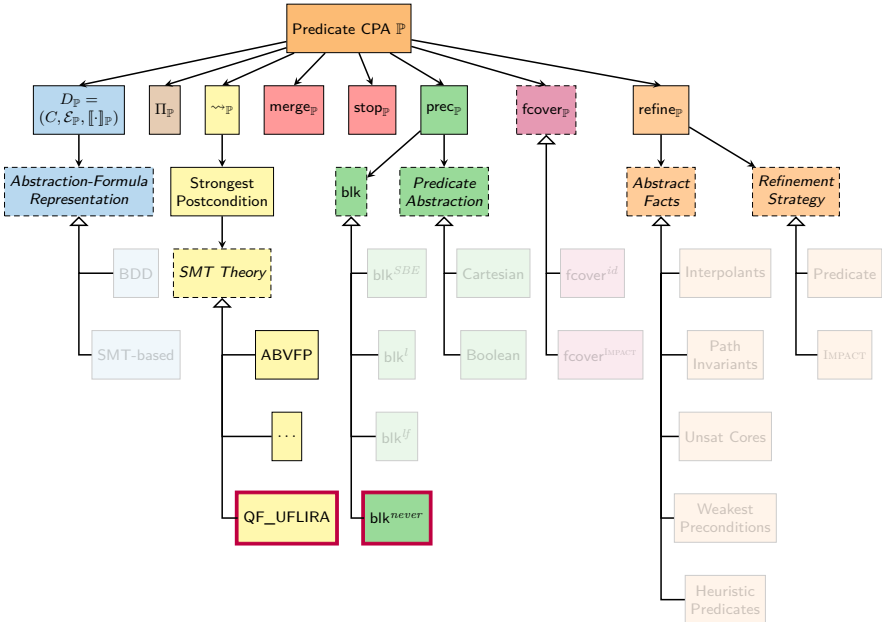 Predicate CPA ℙ
D_ℙ =
(C, ℰ_ℙ, ⟦·⟧_ℙ)
Π_ℙ
⇝_ℙ
merge_ℙ
stop_ℙ
prec_ℙ
fcover_ℙ
refine_ℙ
Abstraction-Formula
Representation
Strongest
Postcondition
blk
Predicate
Abstraction
Abstract
Facts
Refinement
Strategy
BDD
SMT Theory
blk^SBE
Cartesian
fcover^id
Interpolants
Predicate
SMT-based
ABVFP
blk^l
Boolean
fcover^IMPACT
Path
Invariants
IMPACT
...
blk^lf
Unsat Cores
QF_UFLIRA
blk^never
Weakest
Preconditions
Heuristic
Predicates